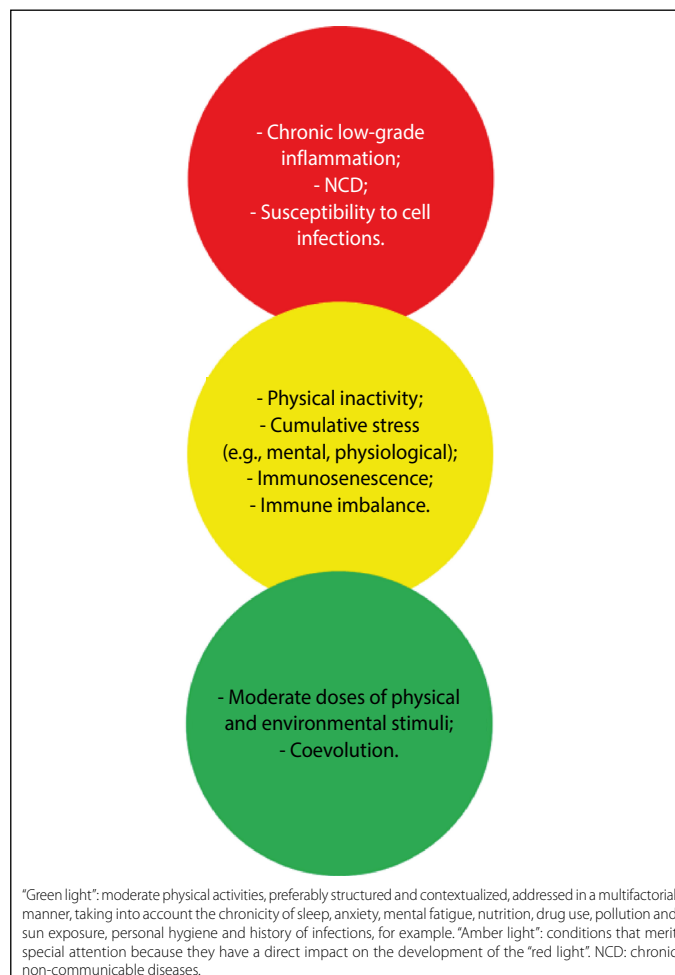 - Chronic low-grade
inflammation;
- NCD;
- Susceptibility to cell
infections.
- Physical inactivity;
- Cumulative stress
(e.g., mental, physiological);
- Immunosenescence;
- Immune imbalance.
- Moderate doses of physical
and environmental stimuli;
- Coevolution.
“Green light”: moderate physical activities, preferably structured and contextualized, addressed in a multifactorial
manner, taking into account the chronicity of sleep, anxiety, mental fatigue, nutrition, drug use, pollution and
sun exposure, personal hygiene and history of infections, for example. “Amber light”: conditions that merit
special attention because they have a direct impact on the development of the “red light”. NCD: chronic
non-communicable diseases.